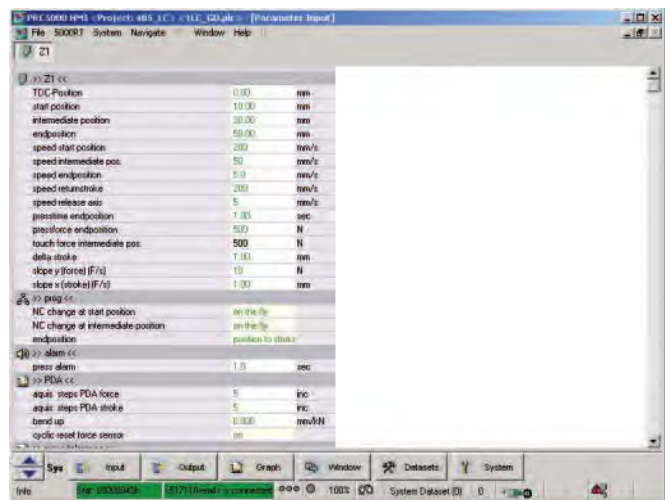 PRC5000 HMI <Project: 4B5_LC> <1LC_GD.plc> - [Parameter Input]
File 5000RT System Navigate Window Help
Z1
>> Z1 <<
TDC-Position 0.00 mm
start position 10.00 mm
intermediate position 30.00 mm
endposition 50.00 mm
speed start position 200 mm/s
speed intermediate pos. 50 mm/s
speed endposition 5.0 mm/s
speed returnstroke 200 mm/s
speed release axis 5 mm/s
presstime endposition 1.00 sec
pressforce endposition 500 N
touch force intermediate pos. 500 N
delta stroke 1.00 mm
slope y (force) (F/s) 10 N
slope x (stroke) (F/s) 1.00 mm
>> prog <<
NC change at start position on the fly
NC change at intermediate position on the fly
endposition position to stroke
>> alarm <<
press alarm 1.0 sec
>> PDA <<
aquis. steps PDA force 5 inc
aquis. steps PDA stroke 5 inc
bend up 0.000 mm/kN
cyclic reset force sensor on
Sys Input Output Graph Window Datasets System
Info is connected 100% System Dataset (0) 0